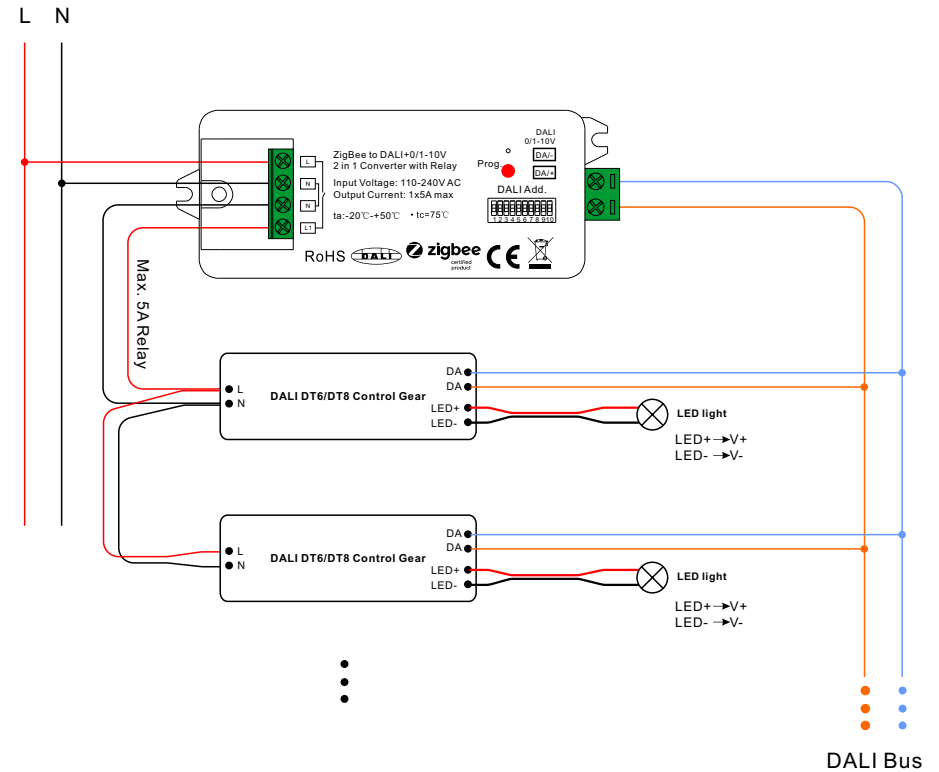 L N
ZigBee to DALI+0/1-10V
2 in 1 Converter with Relay
Input Voltage: 110-240V AC
Output Current: 1x5A max
ta:-20℃-+50℃ • tc=75℃
L
N
N
L1
DALI
0/1-10V
Prog.
DA/-
DA/+
DALI Add.
1 2 3 4 5 6 7 8 9 10
RoHS DALI zigbee CE
certified
product
Max. 5A Relay
L
N
DALI DT6/DT8 Control Gear
DA
DA
LED+
LED-
LED light
LED+→V+
LED- →V-
L
N
DALI DT6/DT8 Control Gear
DA
DA
LED+
LED-
LED light
LED+→V+
LED- →V-
DALI Bus